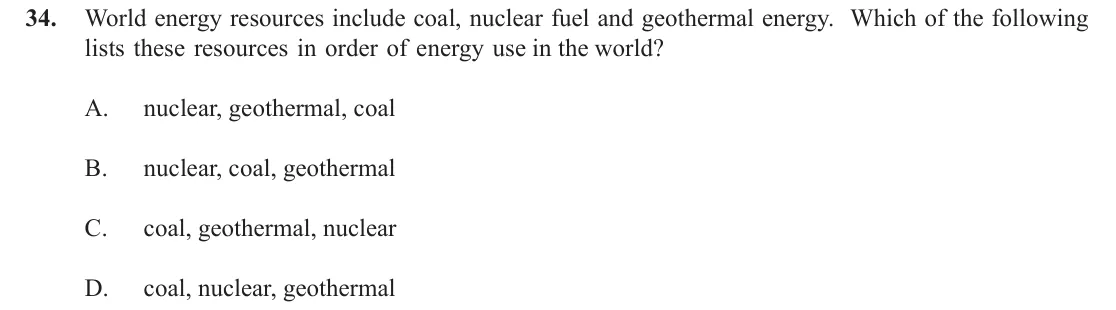 34. World energy resources include coal, nuclear fuel and geothermal energy. Which of the following
lists these resources in order of energy use in the world?
A. nuclear, geothermal, coal
B. nuclear, coal, geothermal
C. coal, geothermal, nuclear
D. coal, nuclear, geothermal